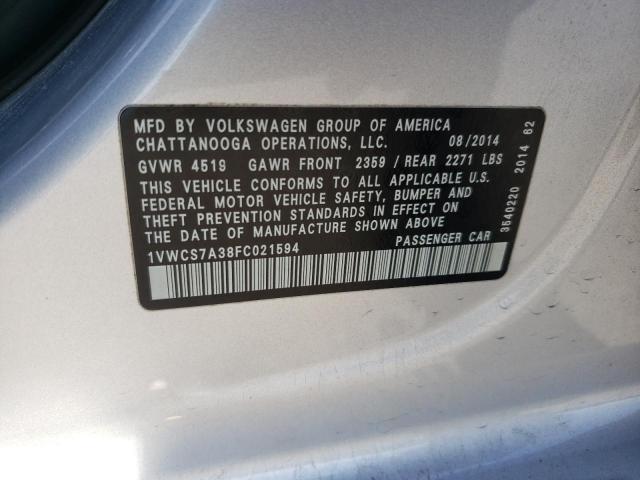 MFD BY VOLKSWAGEN GROUP OF AMERICA
CHATTANOOGA OPERATIONS, LLC. 08/2014
GVWR 4519 GAWR FRONT 2359 / REAR 2271 LBS
THIS VEHICLE CONFORMS TO ALL APPLICABLE U.S.
FEDERAL MOTOR VEHICLE SAFETY, BUMPER AND
THEFT PREVENTION STANDARDS IN EFFECT ON
THE DATE OF MANUFACTURE SHOWN ABOVE
1VWCS7A38FC021594 PASSENGER CAR
3540220 2014 62